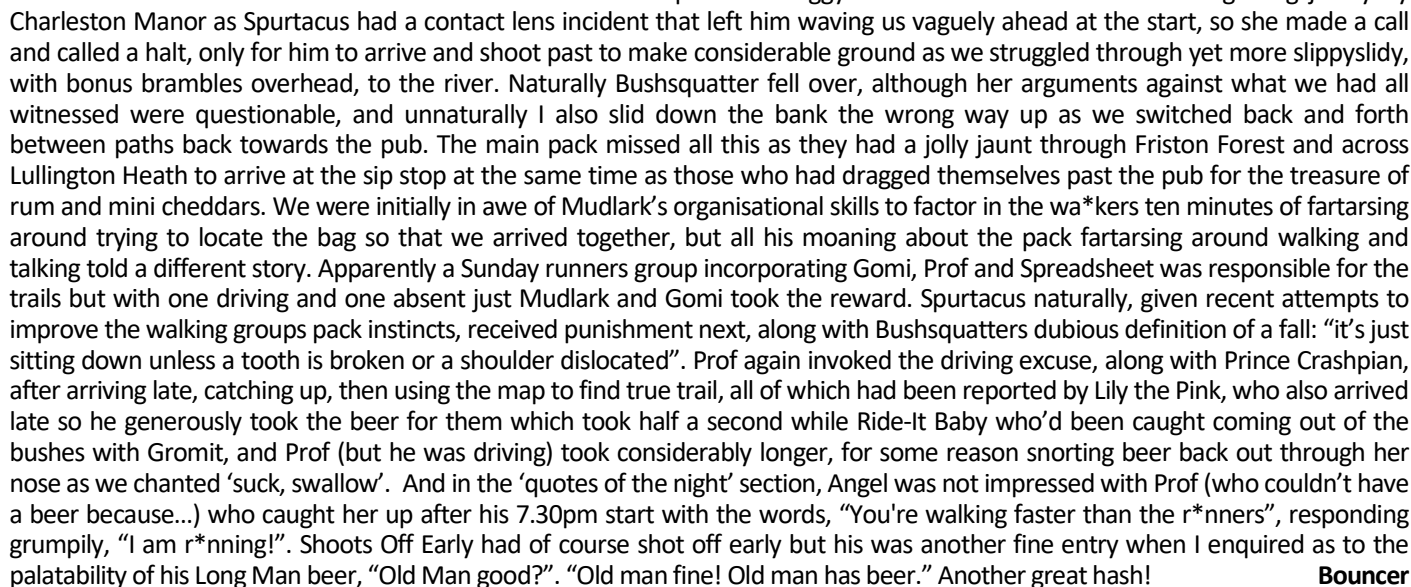 Charleston Manor as Spurtacus had a contact lens incident that left him waving us vaguely ahead at the start, so she made a call
and called a halt, only for him to arrive and shoot past to make considerable ground as we struggled through yet more slippyslidy,
with bonus brambles overhead, to the river. Naturally Bushsquatter fell over, although her arguments against what we had all
witnessed were questionable, and unnaturally I also slid down the bank the wrong way up as we switched back and forth
between paths back towards the pub. The main pack missed all this as they had a jolly jaunt through Friston Forest and across
Lullington Heath to arrive at the sip stop at the same time as those who had dragged themselves past the pub for the treasure of
rum and mini cheddars. We were initially in awe of Mudlark’s organisational skills to factor in the wa*kers ten minutes of fartarsing
around trying to locate the bag so that we arrived together, but all his moaning about the pack fartarsing around walking and
talking told a different story. Apparently a Sunday runners group incorporating Gomi, Prof and Spreadsheet was responsible for the
trails but with one driving and one absent just Mudlark and Gomi took the reward. Spurtacus naturally, given recent attempts to
improve the walking groups pack instincts, received punishment next, along with Bushsquatters dubious definition of a fall: “it’s just
sitting down unless a tooth is broken or a shoulder dislocated”. Prof again invoked the driving excuse, along with Prince Crashpian,
after arriving late, catching up, then using the map to find true trail, all of which had been reported by Lily the Pink, who also arrived
late so he generously took the beer for them which took half a second while Ride-It Baby who’d been caught coming out of the
bushes with Gromit, and Prof (but he was driving) took considerably longer, for some reason snorting beer back out through her
nose as we chanted ‘suck, swallow’. And in the ‘quotes of the night’ section, Angel was not impressed with Prof (who couldn’t have
a beer because…) who caught her up after his 7.30pm start with the words, “You're walking faster than the r*nners”, responding
grumpily, “I am r*nning!”. Shoots Off Early had of course shot off early but his was another fine entry when I enquired as to the
palatability of his Long Man beer, “Old Man good?”. “Old man fine! Old man has beer.” Another great hash! Bouncer